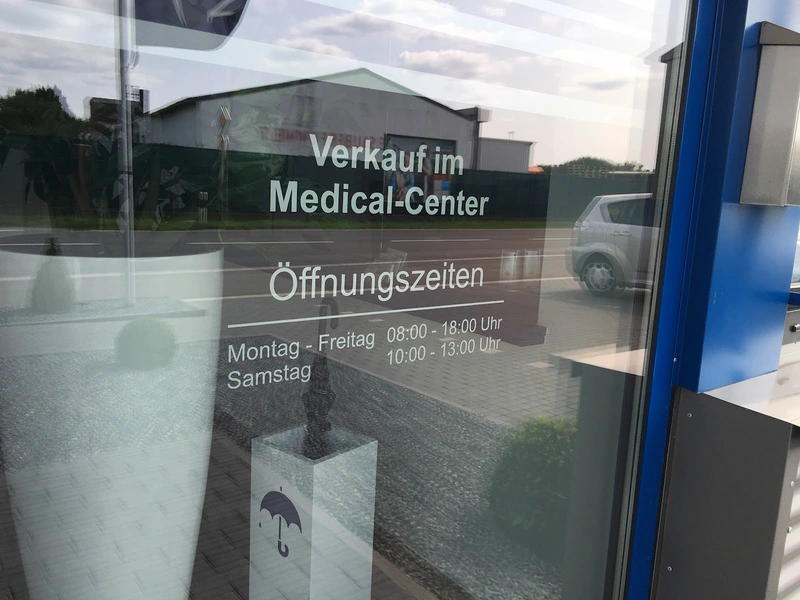 Verkauf im
Medical-Center
Öffnungszeiten
Montag - Freitag 08:00 - 18:00 Uhr
Samstag 10:00 - 13:00 Uhr